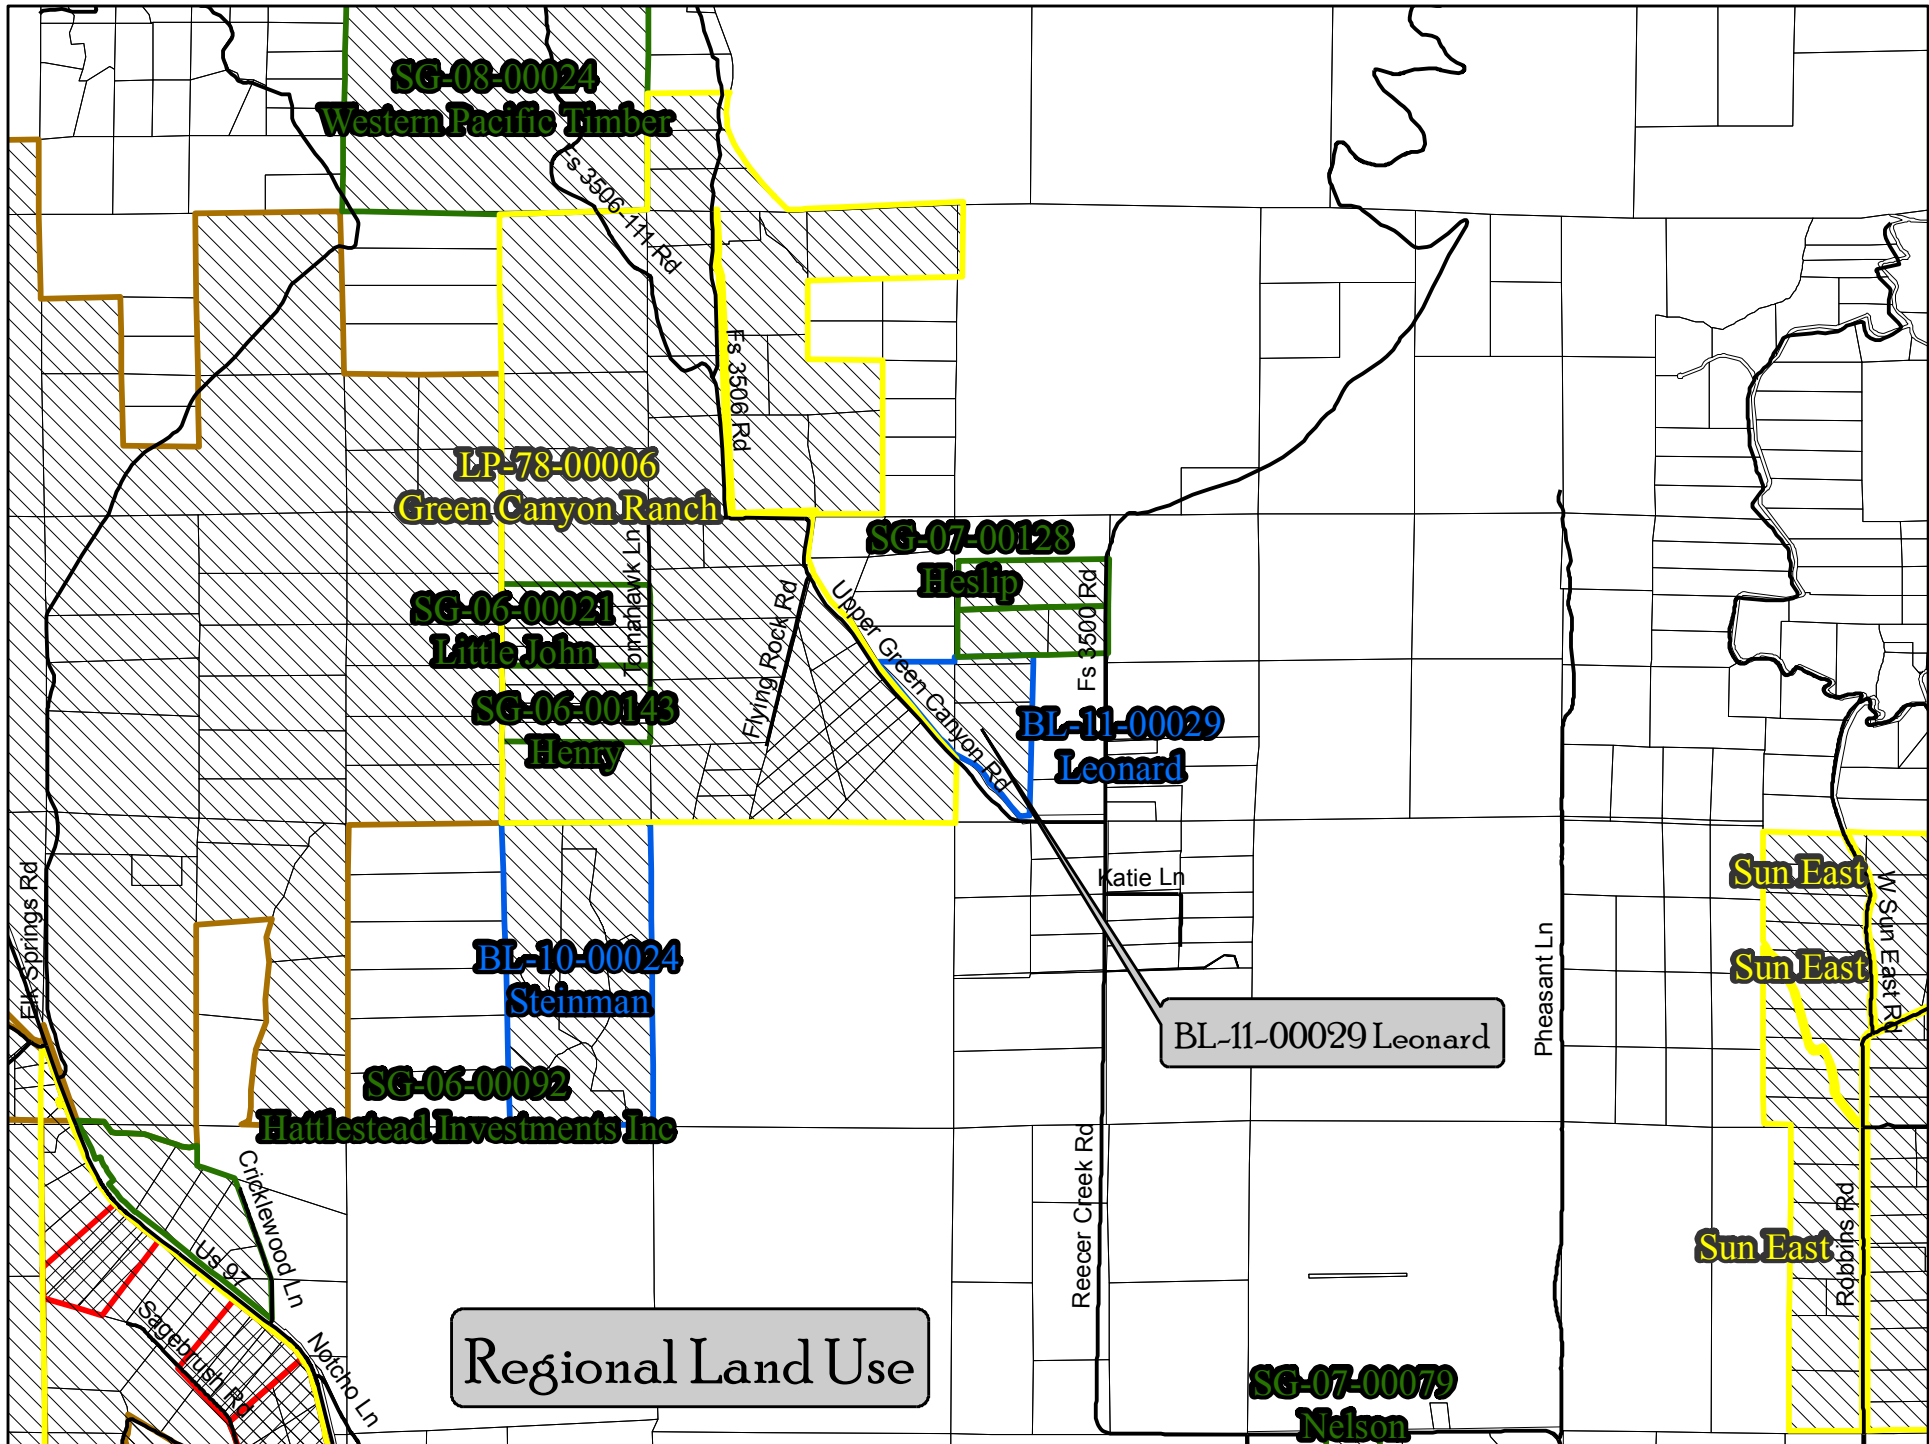 SG-08-00024
Western Pacific Timber
Fs 3506-111 Rd
Fs 3506 Rd
LP-78-00006
Green Canyon Ranch
SG-07-00128
Heslip
Fs 3500 Rd
Tomahawk Ln
SG-06-00021
Little John
Flying Rock Rd
Upper Green Canyon Rd
SG-06-00143
Henry
BL-11-00029
Leonard
Katie Ln
Elk Springs Rd
BL-10-00024
Steinman
Sun East
Sun East
W Sun East Rd
Pheasant Ln
BL-11-00029 Leonard
SG-06-00092
Hattlestead Investments Inc
Cricklewood Ln
Reecer Creek Rd
Robbins Rd
Sun East
Us 97
Sagebrush Rd
Notcho Ln
Regional Land Use
SG-07-00079
Nelson